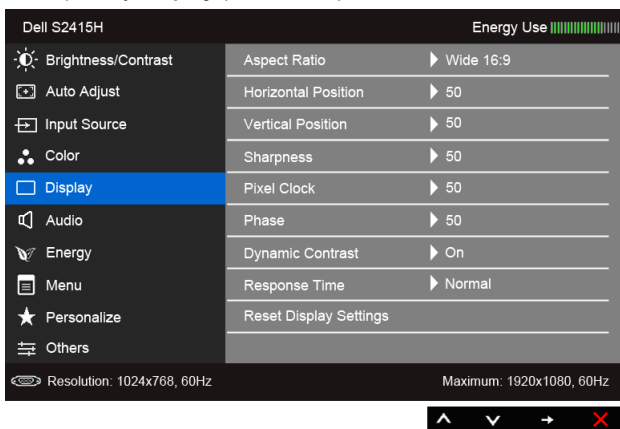 Dell S2415H Energy Use
Brightness/Contrast
Auto Adjust
Input Source
Color
Display
Audio
Energy
Menu
Personalize
Others
Aspect Ratio Wide 16:9
Horizontal Position 50
Vertical Position 50
Sharpness 50
Pixel Clock 50
Phase 50
Dynamic Contrast On
Response Time Normal
Reset Display Settings
Resolution: 1024x768, 60Hz Maximum: 1920x1080, 60Hz